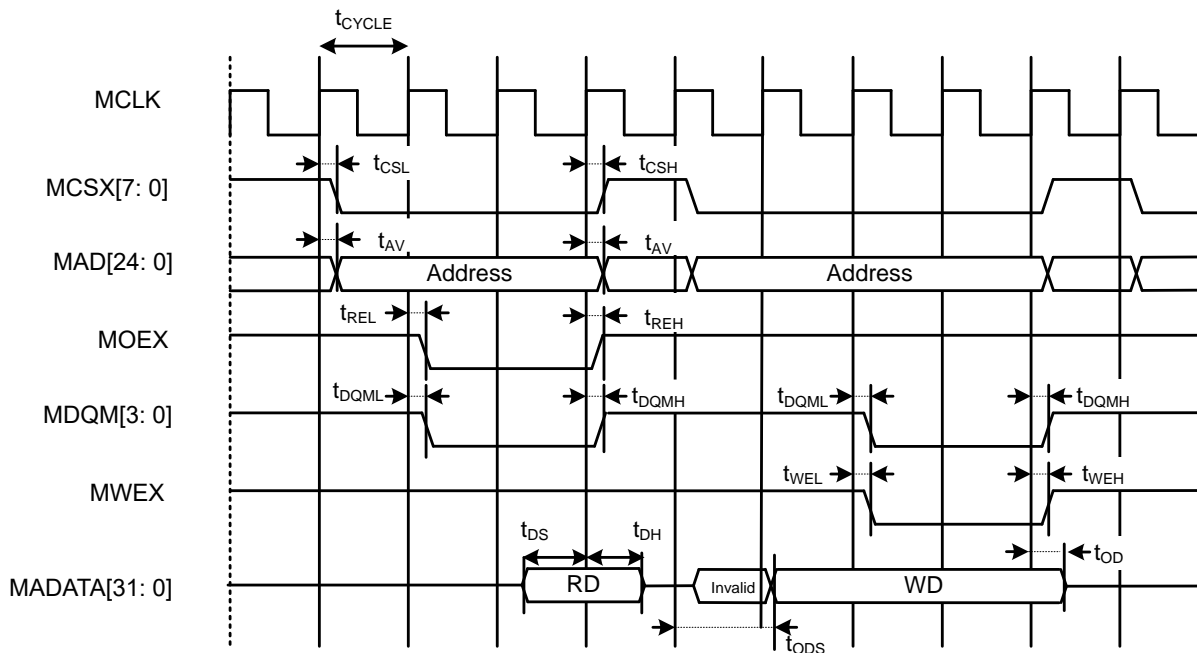 tCYCLE
MCLK
tCSL
tCSH
MCSX[7: 0]
tAV
tAV
MAD[24: 0]
Address
Address
tREL
tREH
MOEX
tDQML
tDQMH
tDQML
tDQMH
MDQM[3: 0]
tWEL
tWEH
MWEX
tDS
tDH
tOD
MADATA[31: 0]
RD
Invalid
WD
tODS